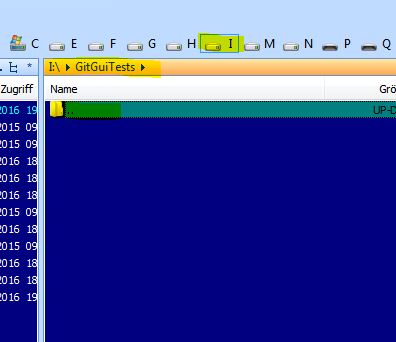 C E F G H I M N P Q
. E *
I:\ GitGuiTests
Zugriff Name Grö
2016 19 .. UP-D
2015 09
2015 09
2016 18
2016 18
2016 18
2015 09
2016 18
2015 09
2016 18
2016 18
2016 19